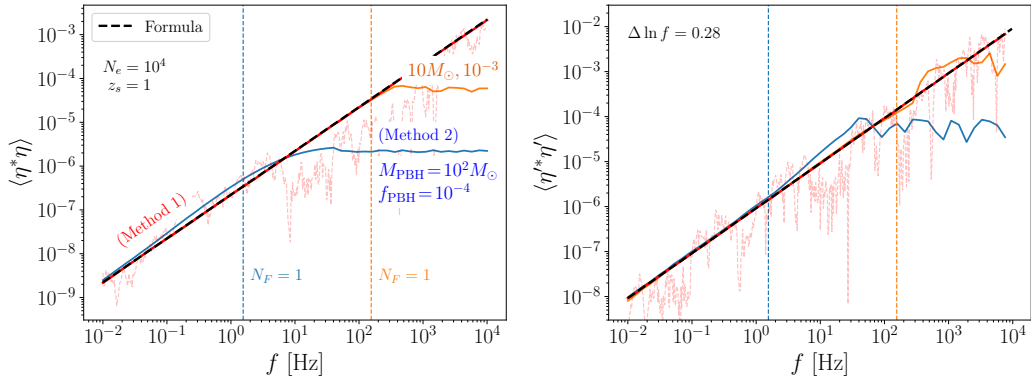 Formula
N_e = 10^4
z_s = 1
10M_⊙, 10^{-3}
(Method 2)
M_PBH = 10^2 M_⊙
f_PBH = 10^{-4}
(Method 1)
N_F = 1
N_F = 1
⟨η*η⟩
10^{-3}
10^{-4}
10^{-5}
10^{-6}
10^{-7}
10^{-8}
10^{-9}
10^{-2} 10^{-1} 10^0 10^1 10^2 10^3 10^4
f [Hz]
Δ ln f = 0.28
⟨η'*η'⟩
10^{-2}
10^{-3}
10^{-4}
10^{-5}
10^{-6}
10^{-7}
10^{-8}
10^{-2} 10^{-1} 10^0 10^1 10^2 10^3 10^4
f [Hz]